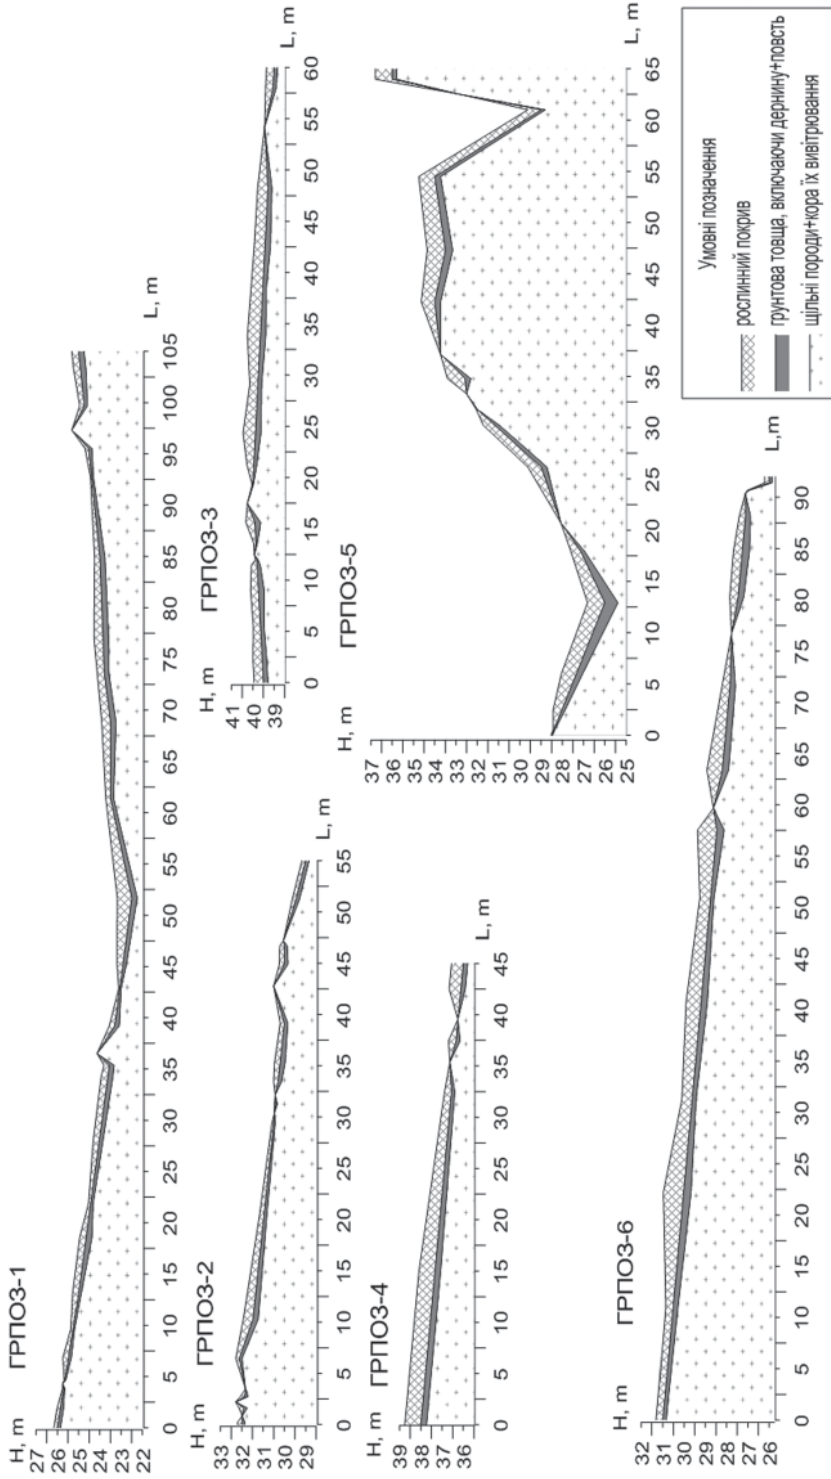 ГРПОЗ-1
H, m
27
26
25
24
23
22
0 5 10 15 20 25 30 35 40 45 50 55 60 65 70 75 80 85 90 95 100 105
L, m
ГРПОЗ-2
H, m
33
32
31
30
29
0 5 10 15 20 25 30 35 40 45 50 55
L, m
ГРПОЗ-3
H, m
41
40
39
0 5 10 15 20 25 30 35 40 45 50 55 60
L, m
ГРПОЗ-4
H, m
39
38
37
36
0 5 10 15 20 25 30 35 40 45
L, m
ГРПОЗ-5
H, m
37
36
35
34
33
32
31
30
29
28
27
26
25
0 5 10 15 20 25 30 35 40 45 50 55 60 65
L, m
ГРПОЗ-6
H, m
32
31
30
29
28
27
26
0 5 10 15 20 25 30 35 40 45 50 55 60 65 70 75 80 85 90
L,m
Умовні позначення
рослинний покрив
грунтова товща, включаючи дернину+повсть
щільні породи+кора їх вивітрювання